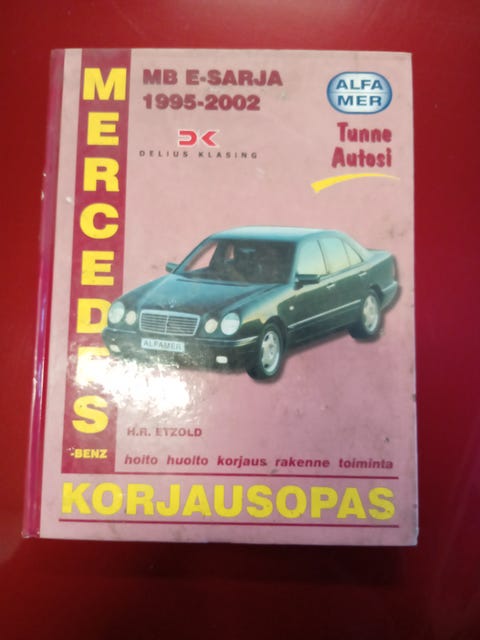 MERCEDES
-BENZ
MB E-SARJA
1995-2002
ALFA
MER
DK
DELIUS KLASING
Tunne
Autosi
ALFAMER
H.R. ETZOLD
hoito huolto korjaus rakenne toiminta
KORJAUSOPAS